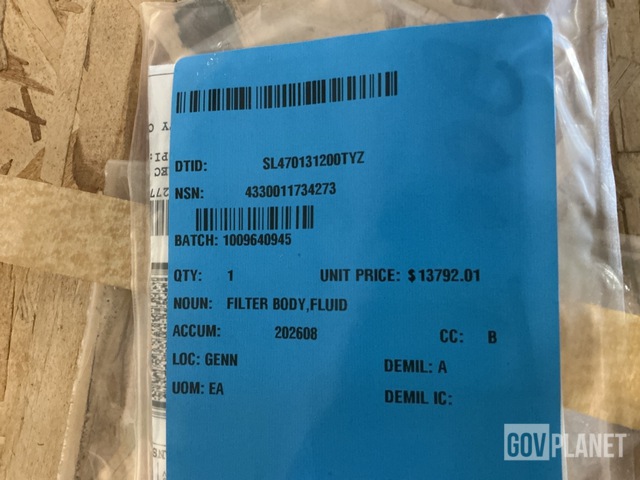 DTID: SL470131200TYZ
NSN: 4330011734273
BATCH: 1009640945
QTY: 1 UNIT PRICE: $13792.01
NOUN: FILTER BODY,FLUID
ACCUM: 202608 CC: B
LOC: GENN DEMIL: A
UOM: EA DEMIL IC:
GOVPLANET